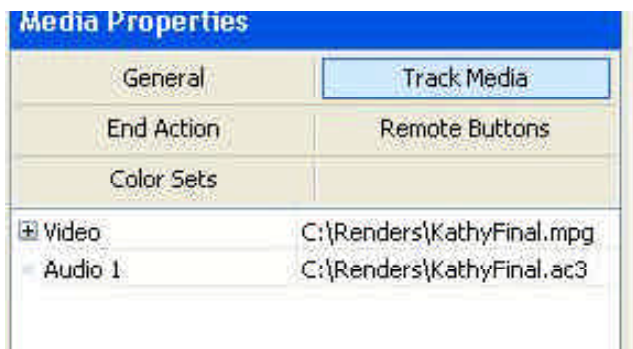 Media Properties
General Track Media
End Action Remote Buttons
Color Sets
Video C:\Renders\KathyFinal.mpg
Audio 1 C:\Renders\KathyFinal.ac3